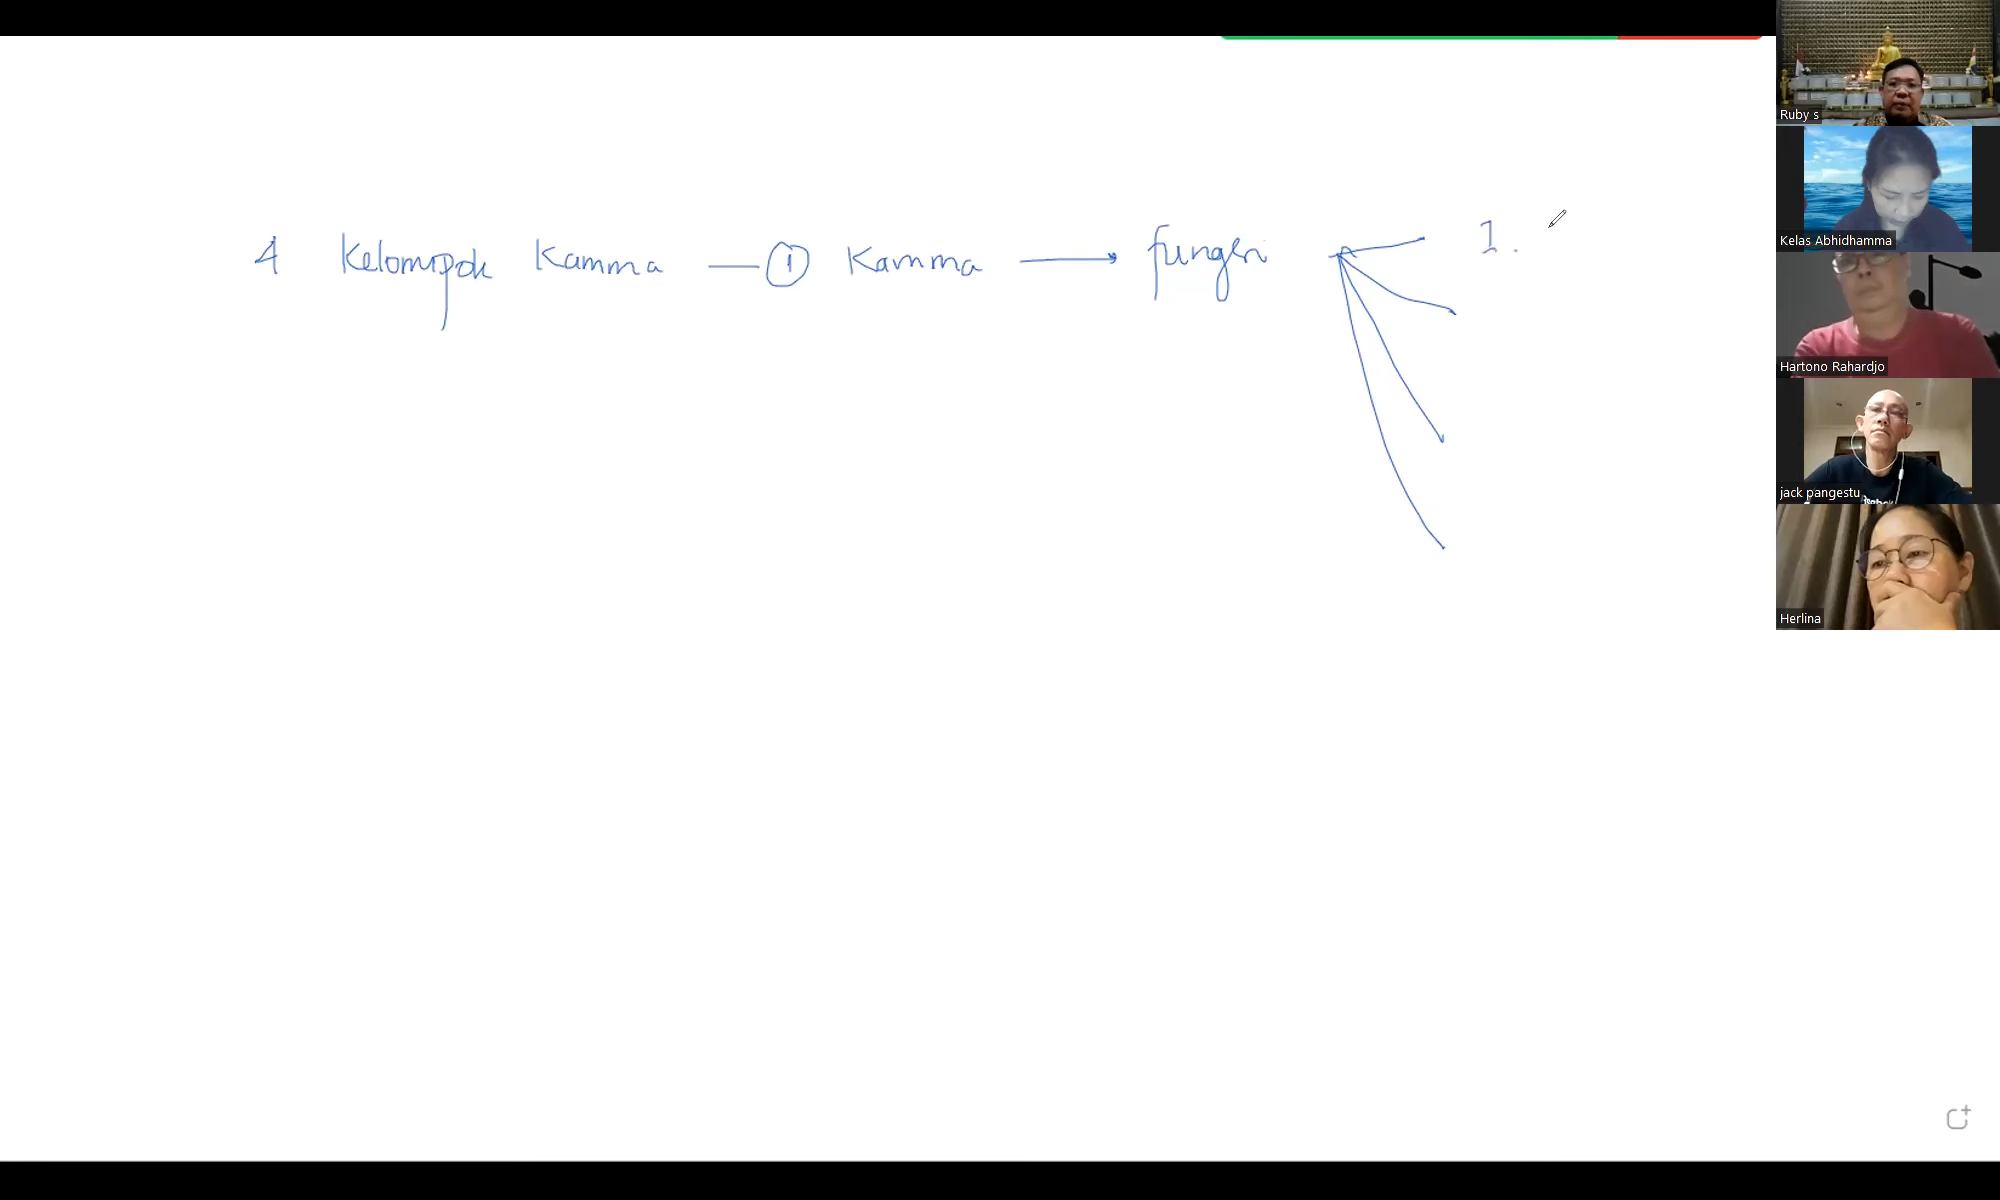 4 Kelompok Kamma — ① Kamma → fungsi 1.
Ruby s
Kelas Abhidhamma
Hartono Rahardjo
jack pangestu
Herlina